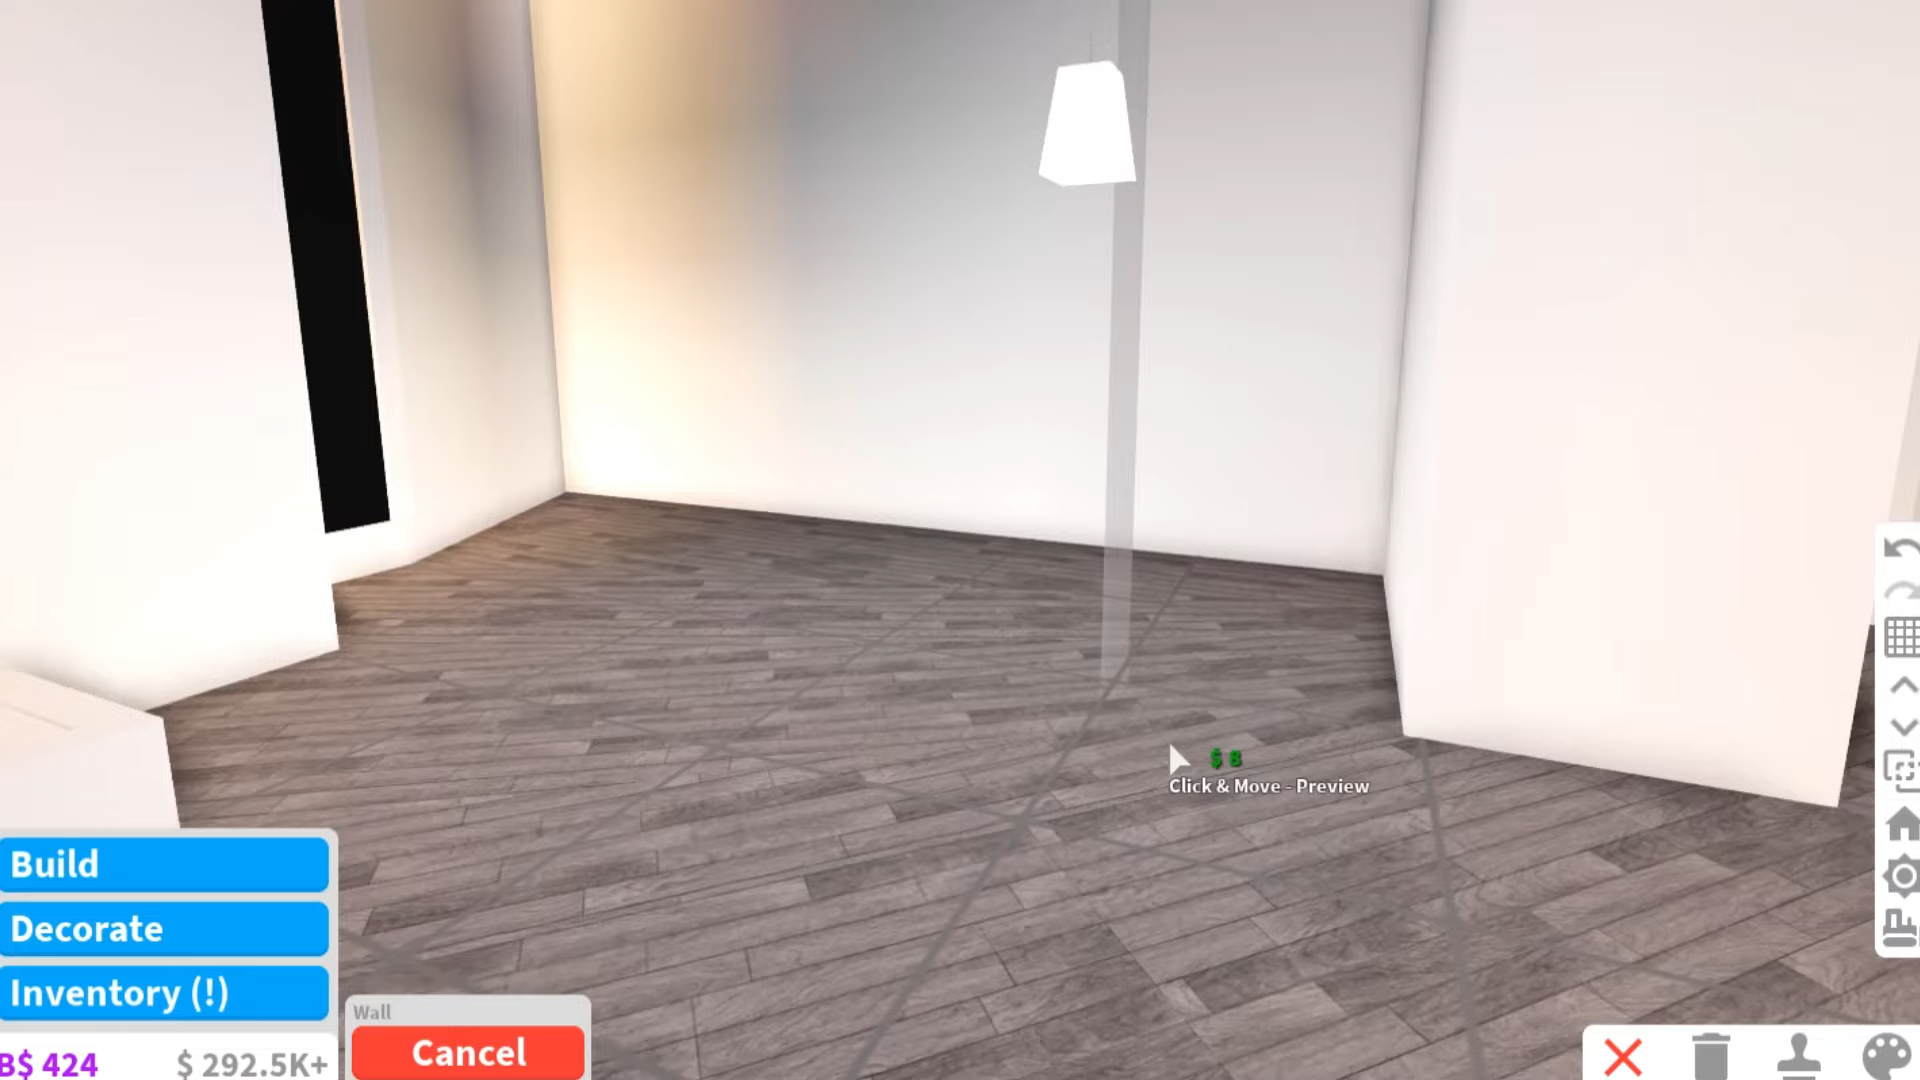 $ 8
Click & Move - Preview
Build
Decorate
Inventory (!)
B$ 424
$ 292.5K+
Wall
Cancel